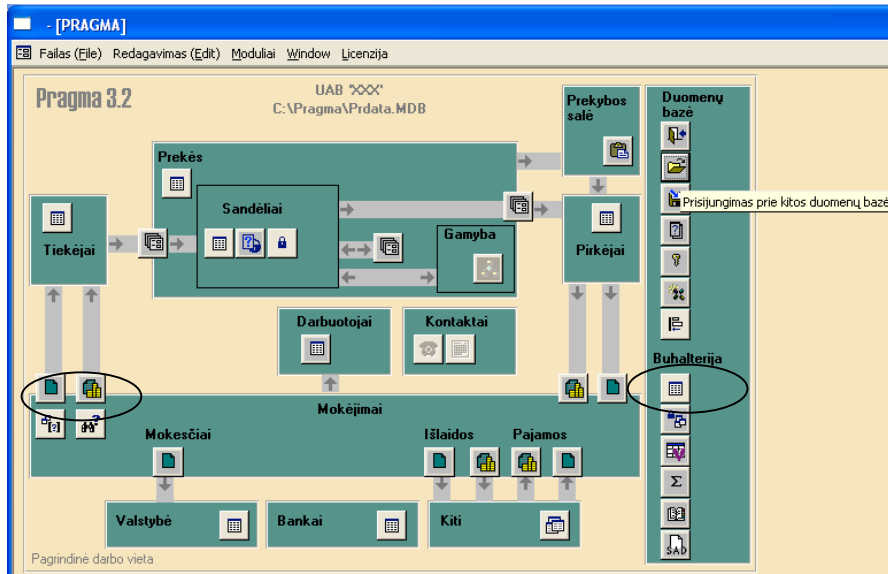 - [PRAGMA]
Failas (File) Redagavimas (Edit) Moduliai Window Licenzija
Pragma 3.2
UAB 'XXX'
C:\Pragma\Prdata.MDB
Prekybos
salė
Duomenų
bazė
Prekės
Sandėliai
Prisijungimas prie kitos duomenų bazė
Tiekėjai
Gamyba
Pirkėjai
Darbuotojai
Kontaktai
Buhalterija
Mokėjimai
Mokesčiai
Išlaidos
Pajamos
Σ
Valstybė
Bankai
Kiti
SAD
Pagrindinė darbo vieta